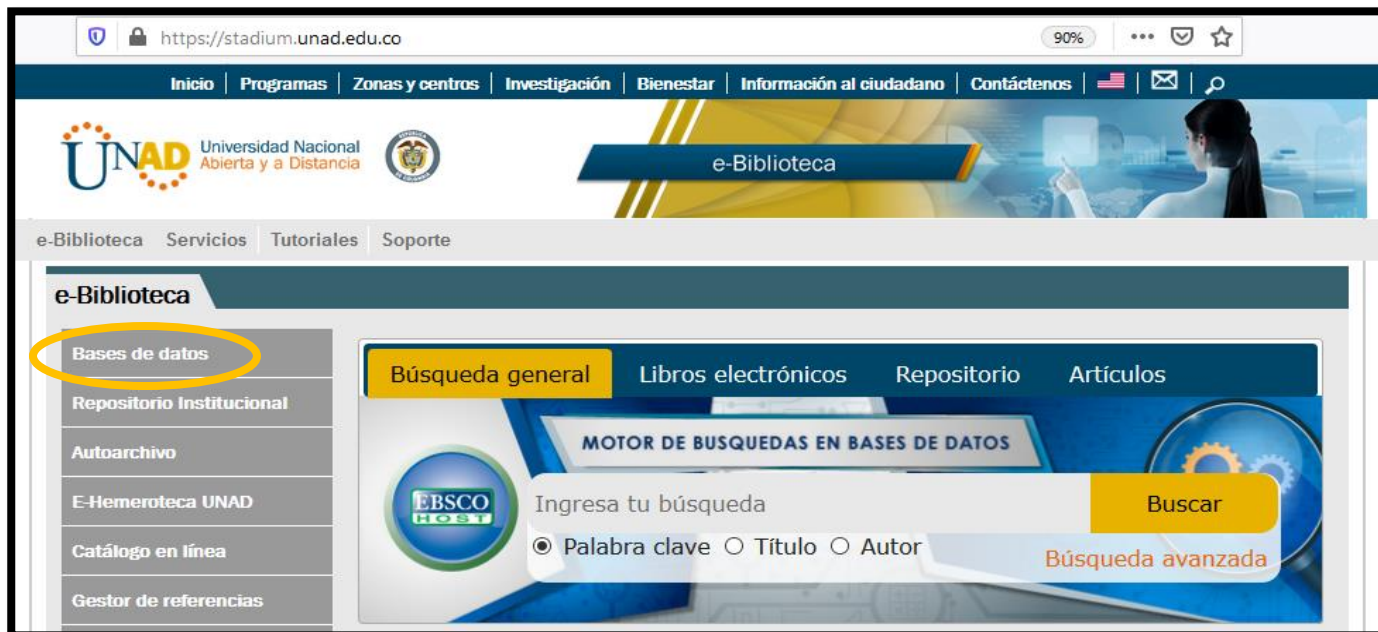 https://stadium.unad.edu.co
90%
Inicio | Programas | Zonas y centros | Investigación | Bienestar | Información al ciudadano | Contáctenos
UNAD
Universidad Nacional
Abierta y a Distancia
e-Biblioteca
e-Biblioteca Servicios Tutoriales Soporte
e-Biblioteca
Bases de datos
Repositorio Institucional
Autoarchivo
E-Hemeroteca UNAD
Catálogo en línea
Gestor de referencias
Búsqueda general Libros electrónicos Repositorio Artículos
MOTOR DE BUSQUEDAS EN BASES DE DATOS
EBSCO
HOST
Ingresa tu búsqueda
Buscar
Palabra clave Título Autor
Búsqueda avanzada